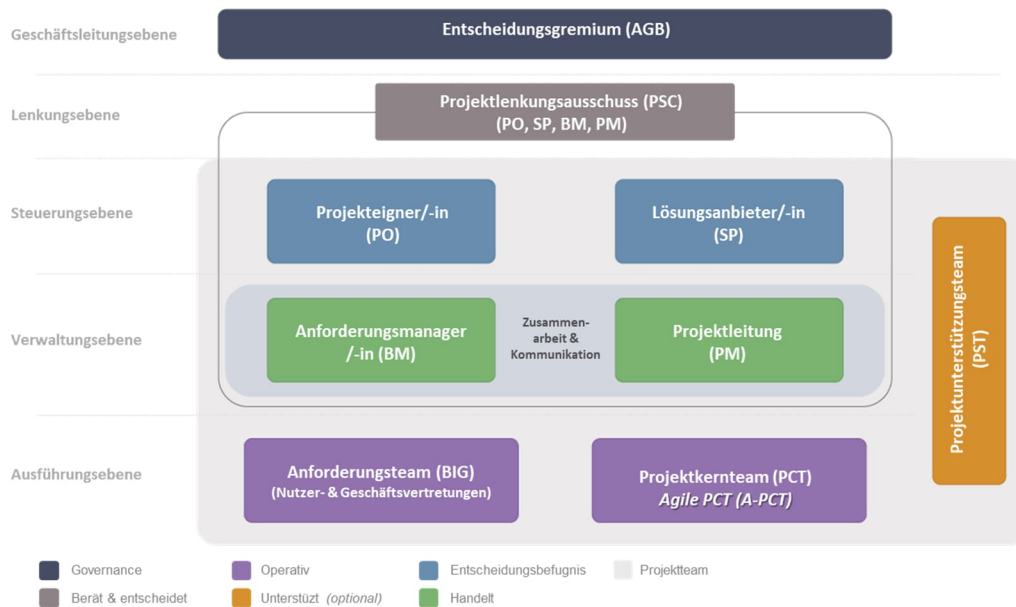 Geschäftsleitungsebene
Entscheidungsgremium (AGB)
Lenkungsebene
Projektlenkungsausschuss (PSC)
(PO, SP, BM, PM)
Steuerungsebene
Projekteigner/-in
(PO)
Lösungsanbieter/-in
(SP)
Verwaltungsebene
Anforderungsmanager
/-in (BM)
Zusammen-
arbeit &
Kommunikation
Projektleitung
(PM)
Projektunterstützungsteam
(PST)
Ausführungsebene
Anforderungsteam (BIG)
(Nutzer- & Geschäftsvertretungen)
Projektkernteam (PCT)
Agile PCT (A-PCT)
Governance
Operativ
Entscheidungsbefugnis
Projektteam
Berät & entscheidet
Unterstüzt (optional)
Handelt